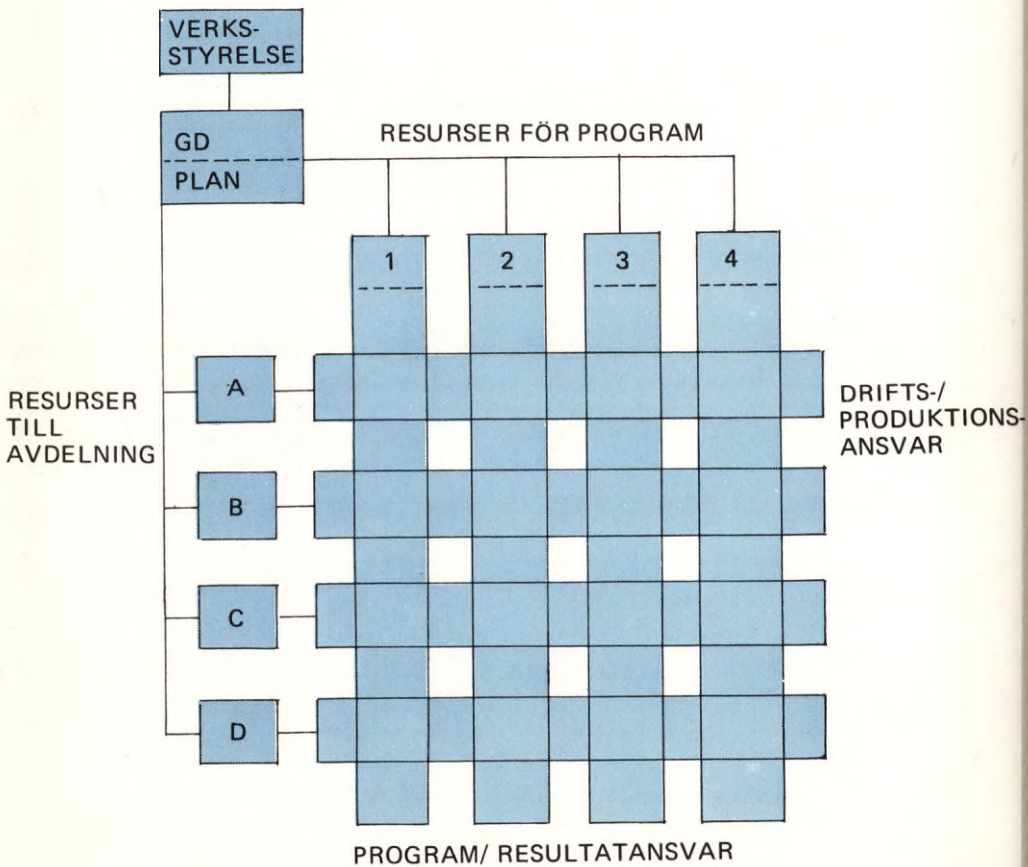 VERKS-
STYRELSE
GD
PLAN
RESURSER FÖR PROGRAM
1 2 3 4
A
RESURSER
TILL
AVDELNING
DRIFTS-/
PRODUKTIONS-
ANSVAR
B
C
D
PROGRAM/ RESULTATANSVAR